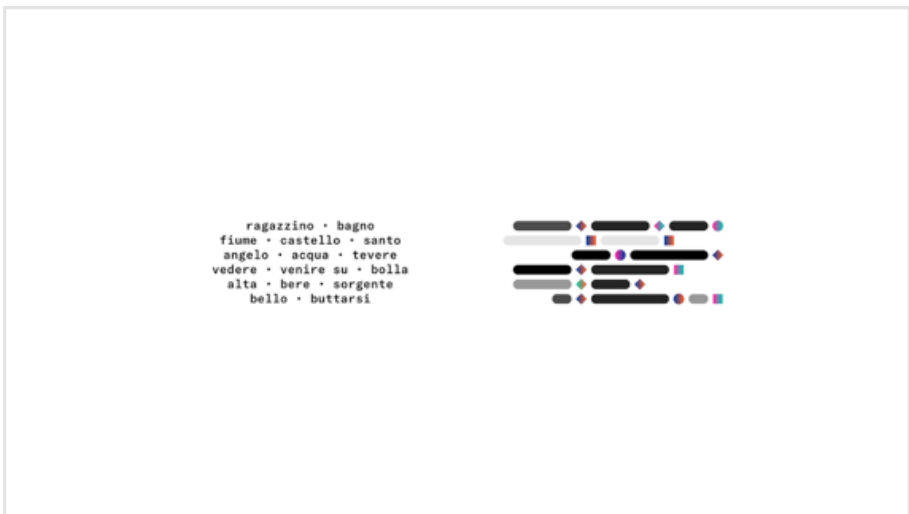 ragazzino · bagno
fiume · castello · santo
angelo · acqua · tevere
vedere · venire su · bolla
alta · bere · sorgente
bello · buttarsi